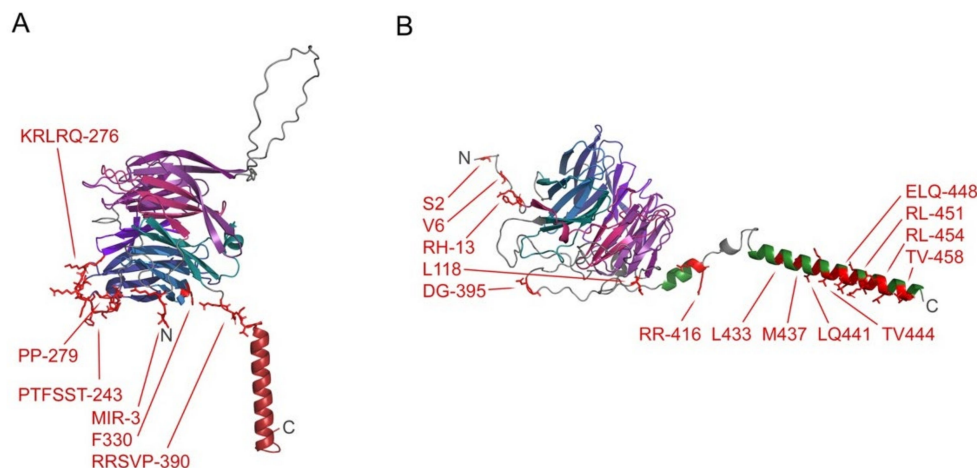 A
KRLRQ-276
PP-279
PTFSST-243
MIR-3
F330
RRSVP-390
N
C
B
N
S2
V6
RH-13
L118
DG-395
RR-416
L433
M437
LQ441
TV444
ELQ-448
RL-451
RL-454
TV-458
C